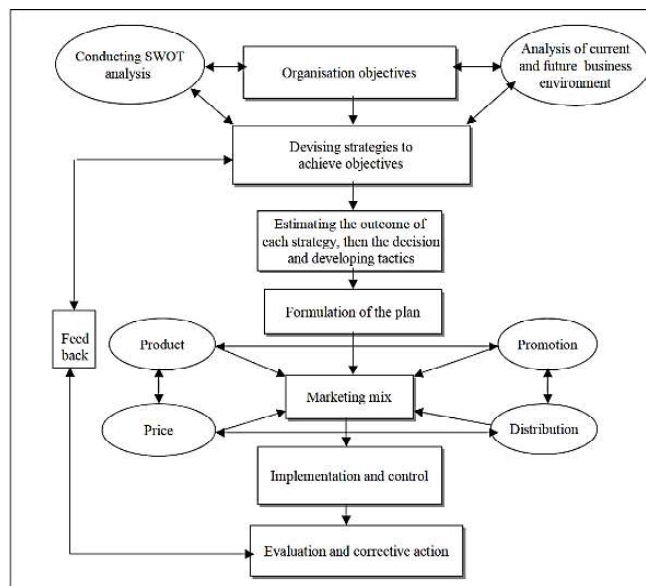 Conducting SWOT
analysis
Organisation objectives
Analysis of current
and future business
environment
Devising strategies to
achieve objectives
Estimating the outcome of
each strategy, then the decision
and developing tactics
Formulation of the plan
Feed
back
Product
Promotion
Marketing mix
Price
Distribution
Implementation and control
Evaluation and corrective action